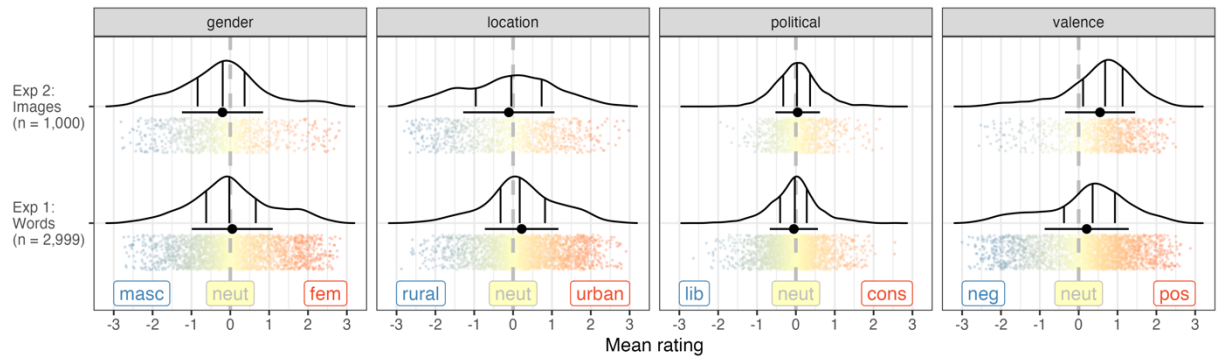 gender
location
political
valence
Exp 2:
Images
(n = 1,000)
Exp 1:
Words
(n = 2,999)
masc neut fem
rural neut urban
lib neut cons
neg neut pos
-3 -2 -1 0 1 2 3
-3 -2 -1 0 1 2 3
-3 -2 -1 0 1 2 3
-3 -2 -1 0 1 2 3
Mean rating